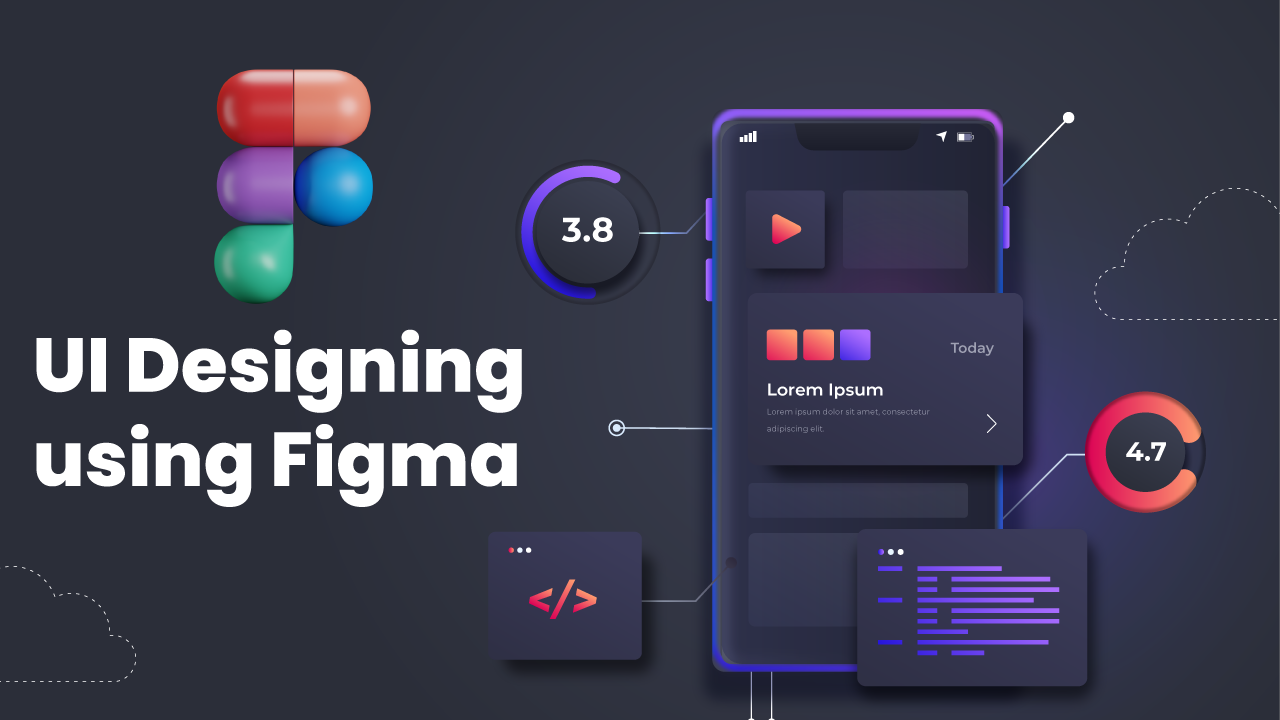 UI Designing
using Figma
3.8
Today
Lorem Ipsum
Lorem ipsum dolor sit amet, consectetur
adipiscing elit.
4.7
</>